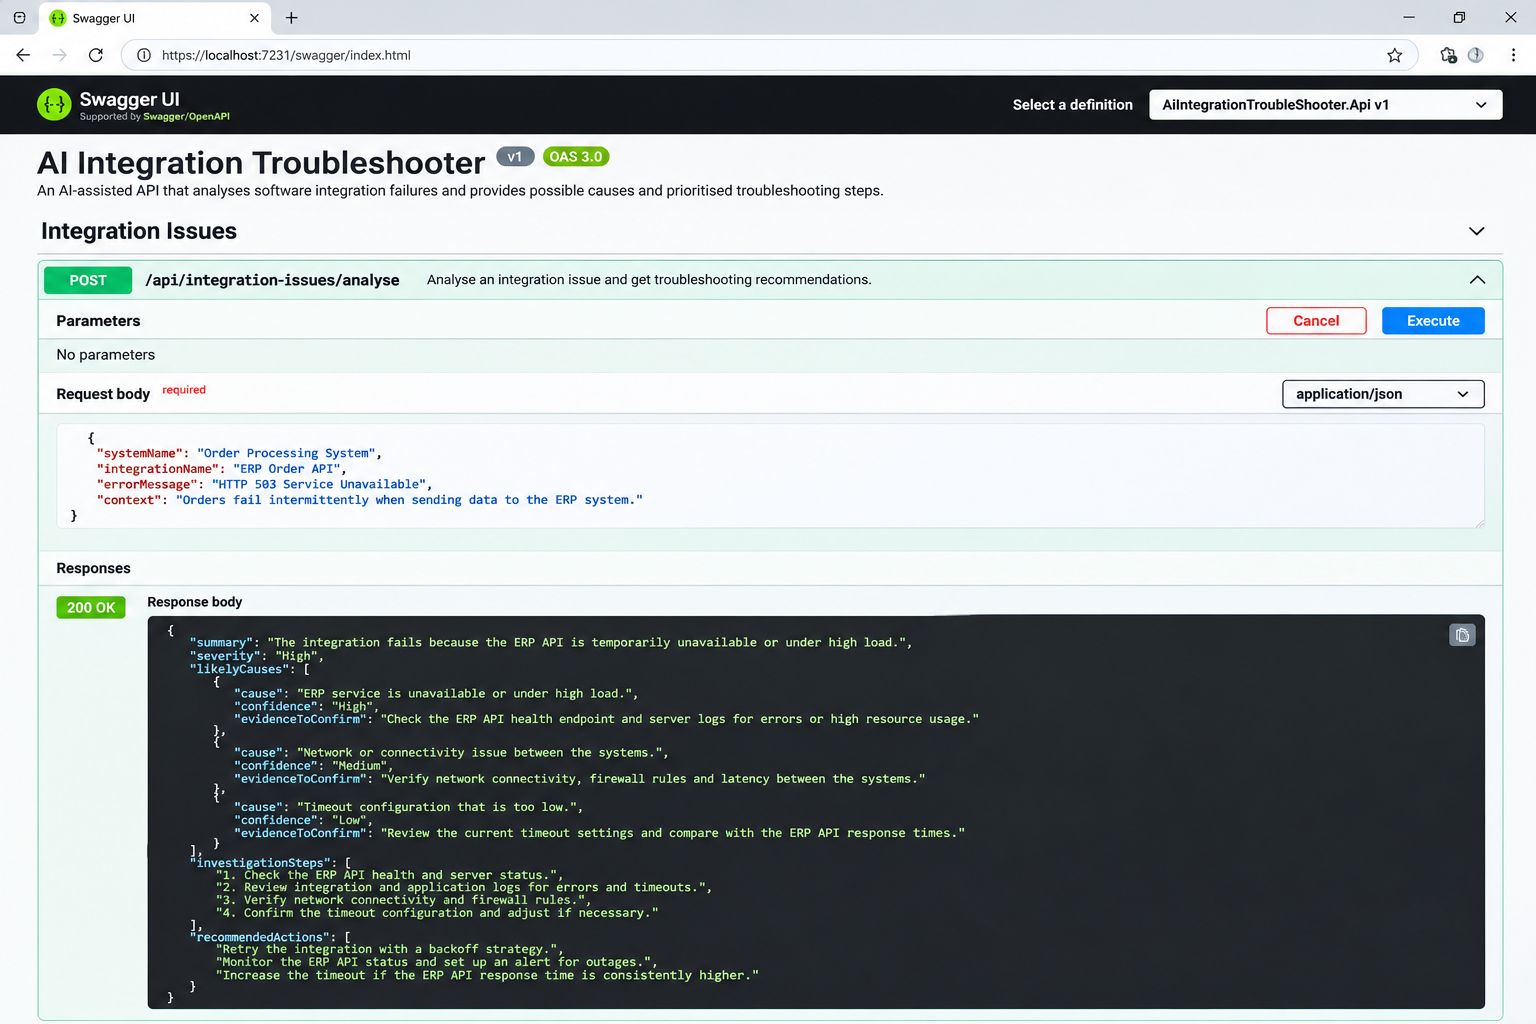 Swagger UI
https://localhost:7231/swagger/index.html
Swagger UI
Supported by Swagger/OpenAPI
Select a definition
AiIntegrationTroubleShooter.Api v1
AI Integration Troubleshooter v1 OAS 3.0
An AI-assisted API that analyses software integration failures and provides possible causes and prioritised troubleshooting steps.
Integration Issues
POST /api/integration-issues/analyse Analyse an integration issue and get troubleshooting recommendations.
Parameters
Cancel
Execute
No parameters
Request body required
application/json
{
"systemName": "Order Processing System",
"integrationName": "ERP Order API",
"errorMessage": "HTTP 503 Service Unavailable",
"context": "Orders fail intermittently when sending data to the ERP system."
}
Responses
200 OK
Response body
{
"summary": "The integration fails because the ERP API is temporarily unavailable or under high load.",
"severity": "High",
"likelyCauses": [
{
"cause": "ERP service is unavailable or under high load.",
"confidence": "High",
"evidenceToConfirm": "Check the ERP API health endpoint and server logs for errors or high resource usage."
},
{
"cause": "Network or connectivity issue between the systems.",
"confidence": "Medium",
"evidenceToConfirm": "Verify network connectivity, firewall rules and latency between the systems."
},
{
"cause": "Timeout configuration that is too low.",
"confidence": "Low",
"evidenceToConfirm": "Review the current timeout settings and compare with the ERP API response times."
}
],
"investigationSteps": [
"1. Check the ERP API health and server status.",
"2. Review integration and application logs for errors and timeouts.",
"3. Verify network connectivity and firewall rules.",
"4. Confirm the timeout configuration and adjust if necessary."
],
"recommendedActions": [
"Retry the integration with a backoff strategy.",
"Monitor the ERP API status and set up an alert for outages.",
"Increase the timeout if the ERP API response time is consistently higher."
}
}